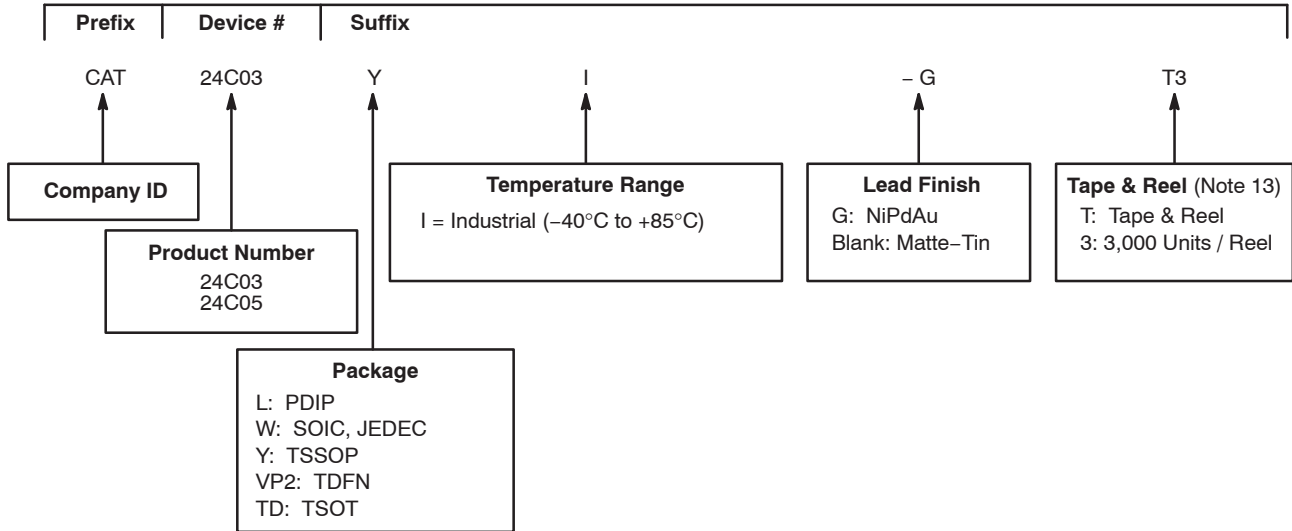 Prefix Device # Suffix
CAT 24C03 Y I – G T3
Company ID
Product Number
24C03
24C05
Package
L: PDIP
W: SOIC, JEDEC
Y: TSSOP
VP2: TDFN
TD: TSOT
Temperature Range
I = Industrial (−40°C to +85°C)
Lead Finish
G: NiPdAu
Blank: Matte−Tin
Tape & Reel (Note 13)
T: Tape & Reel
3: 3,000 Units / Reel